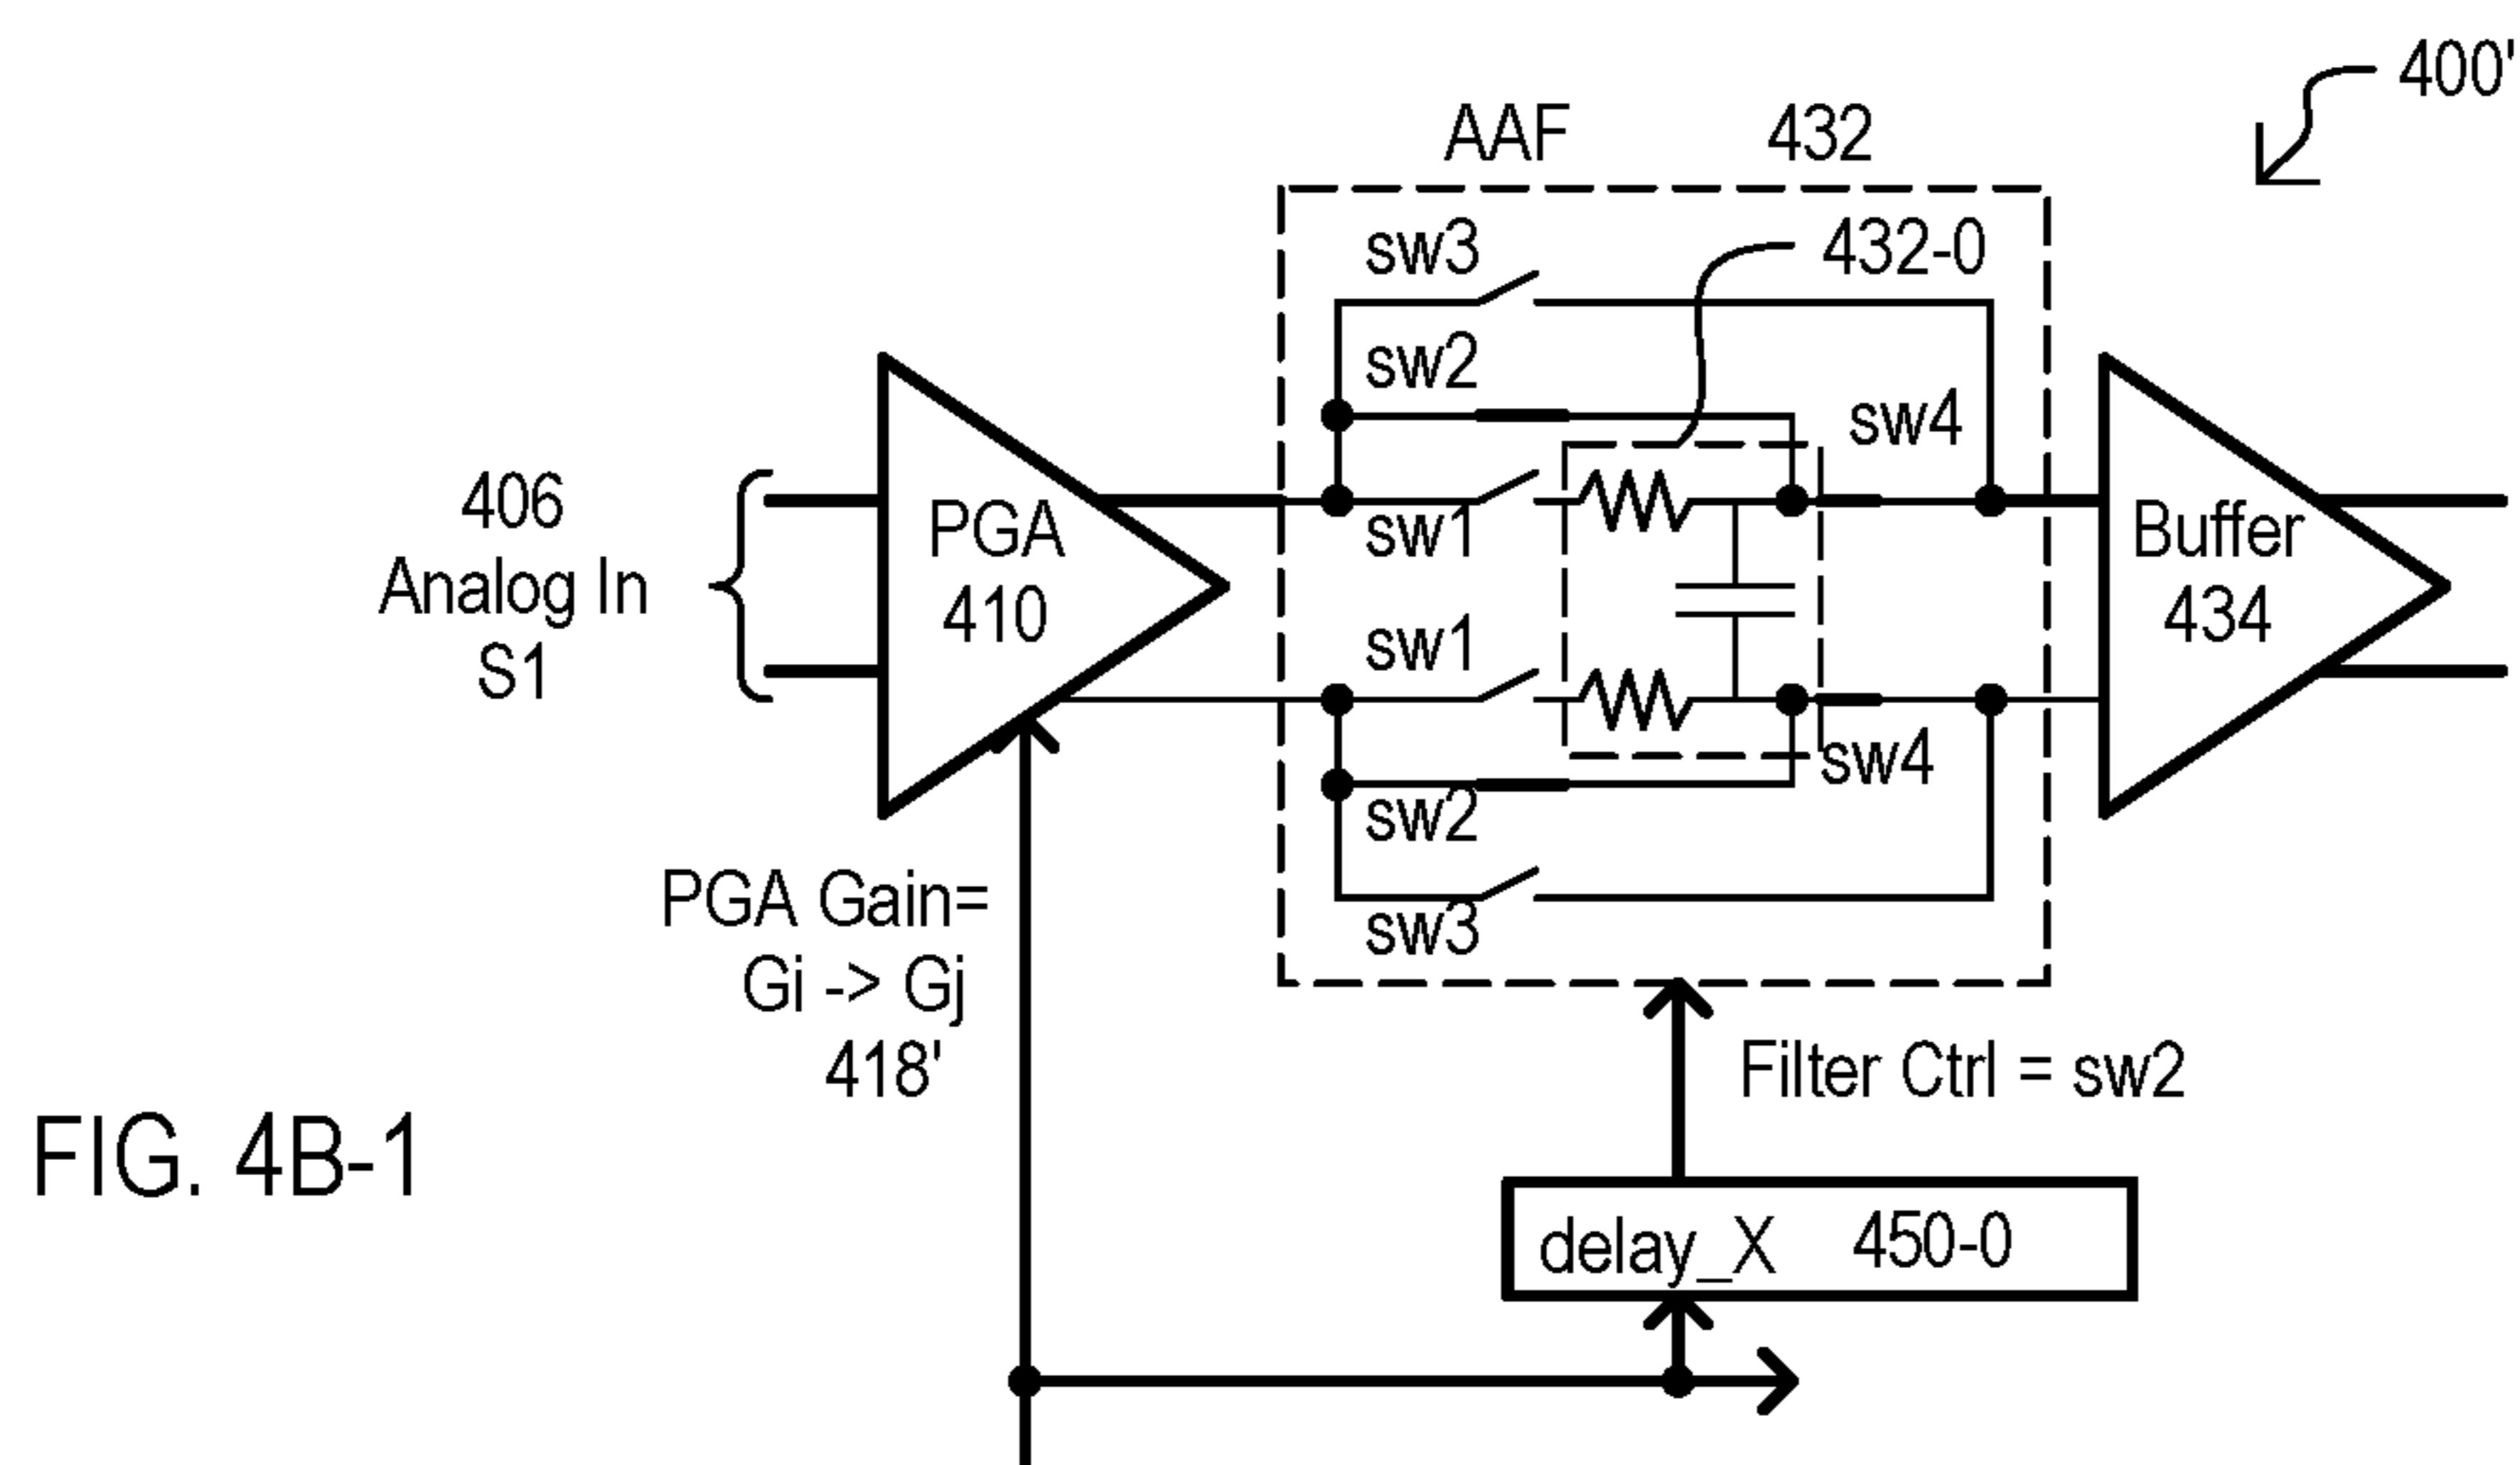 400'
AAF 432
sw3
432-0
sw2
sw4
406
Analog In
S1
PGA
410
sw1
Buffer
434
sw1
sw4
sw2
sw3
PGA Gain=
Gi -> Gj
418'
Filter Ctrl = sw2
FIG. 4B-1
delay_X 450-0